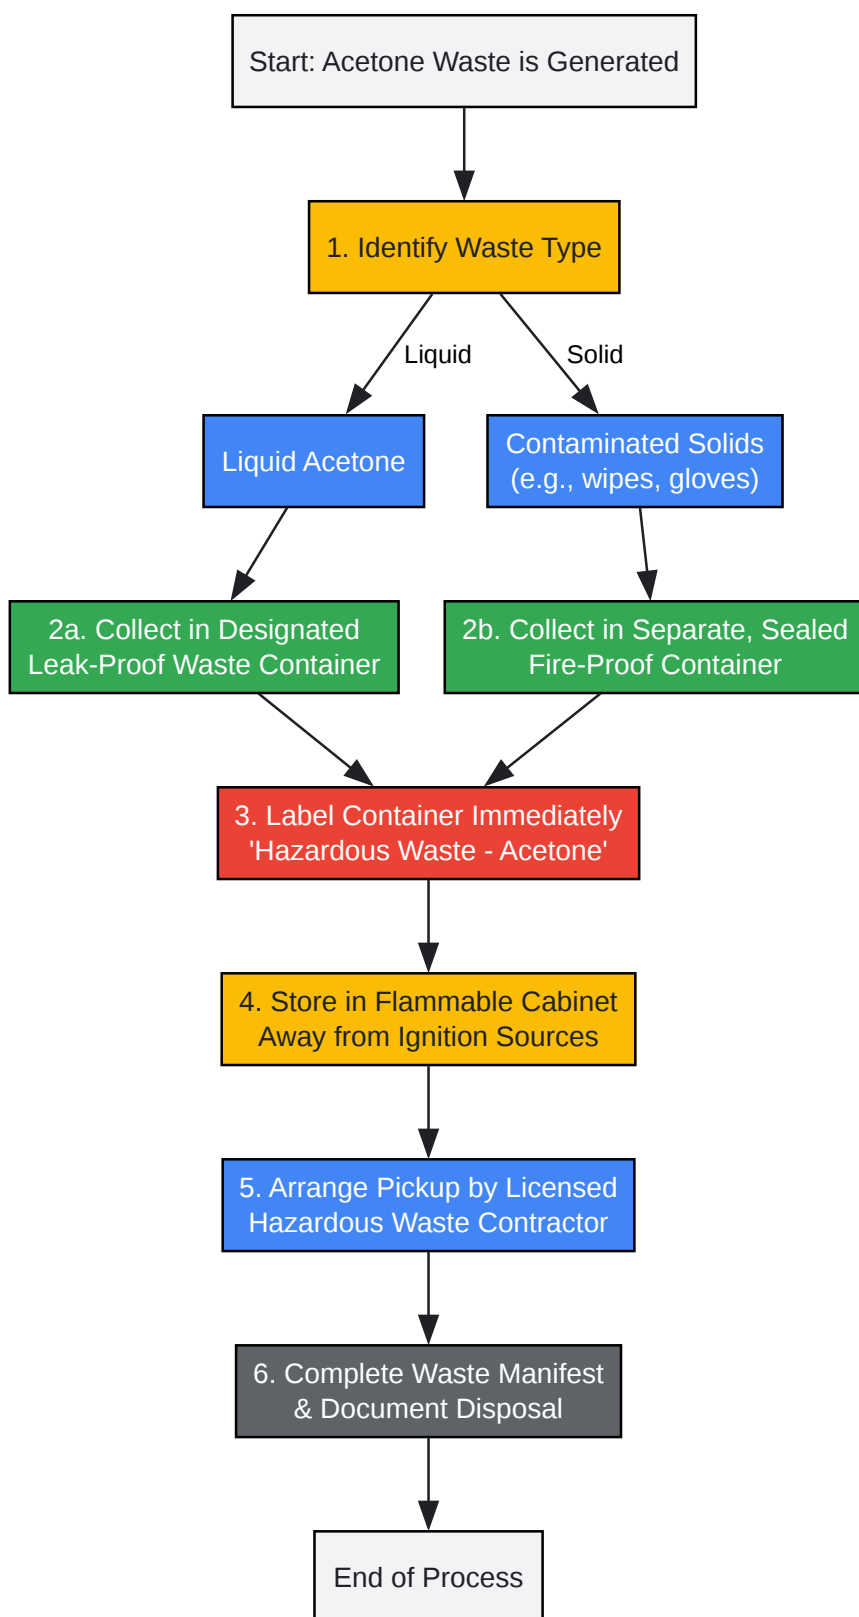 Start: Acetone Waste is Generated
1. Identify Waste Type
Liquid
Solid
Liquid Acetone
Contaminated Solids
(e.g., wipes, gloves)
2a. Collect in Designated
Leak-Proof Waste Container
2b. Collect in Separate, Sealed
Fire-Proof Container
3. Label Container Immediately
'Hazardous Waste - Acetone'
4. Store in Flammable Cabinet
Away from Ignition Sources
5. Arrange Pickup by Licensed
Hazardous Waste Contractor
6. Complete Waste Manifest
& Document Disposal
End of Process